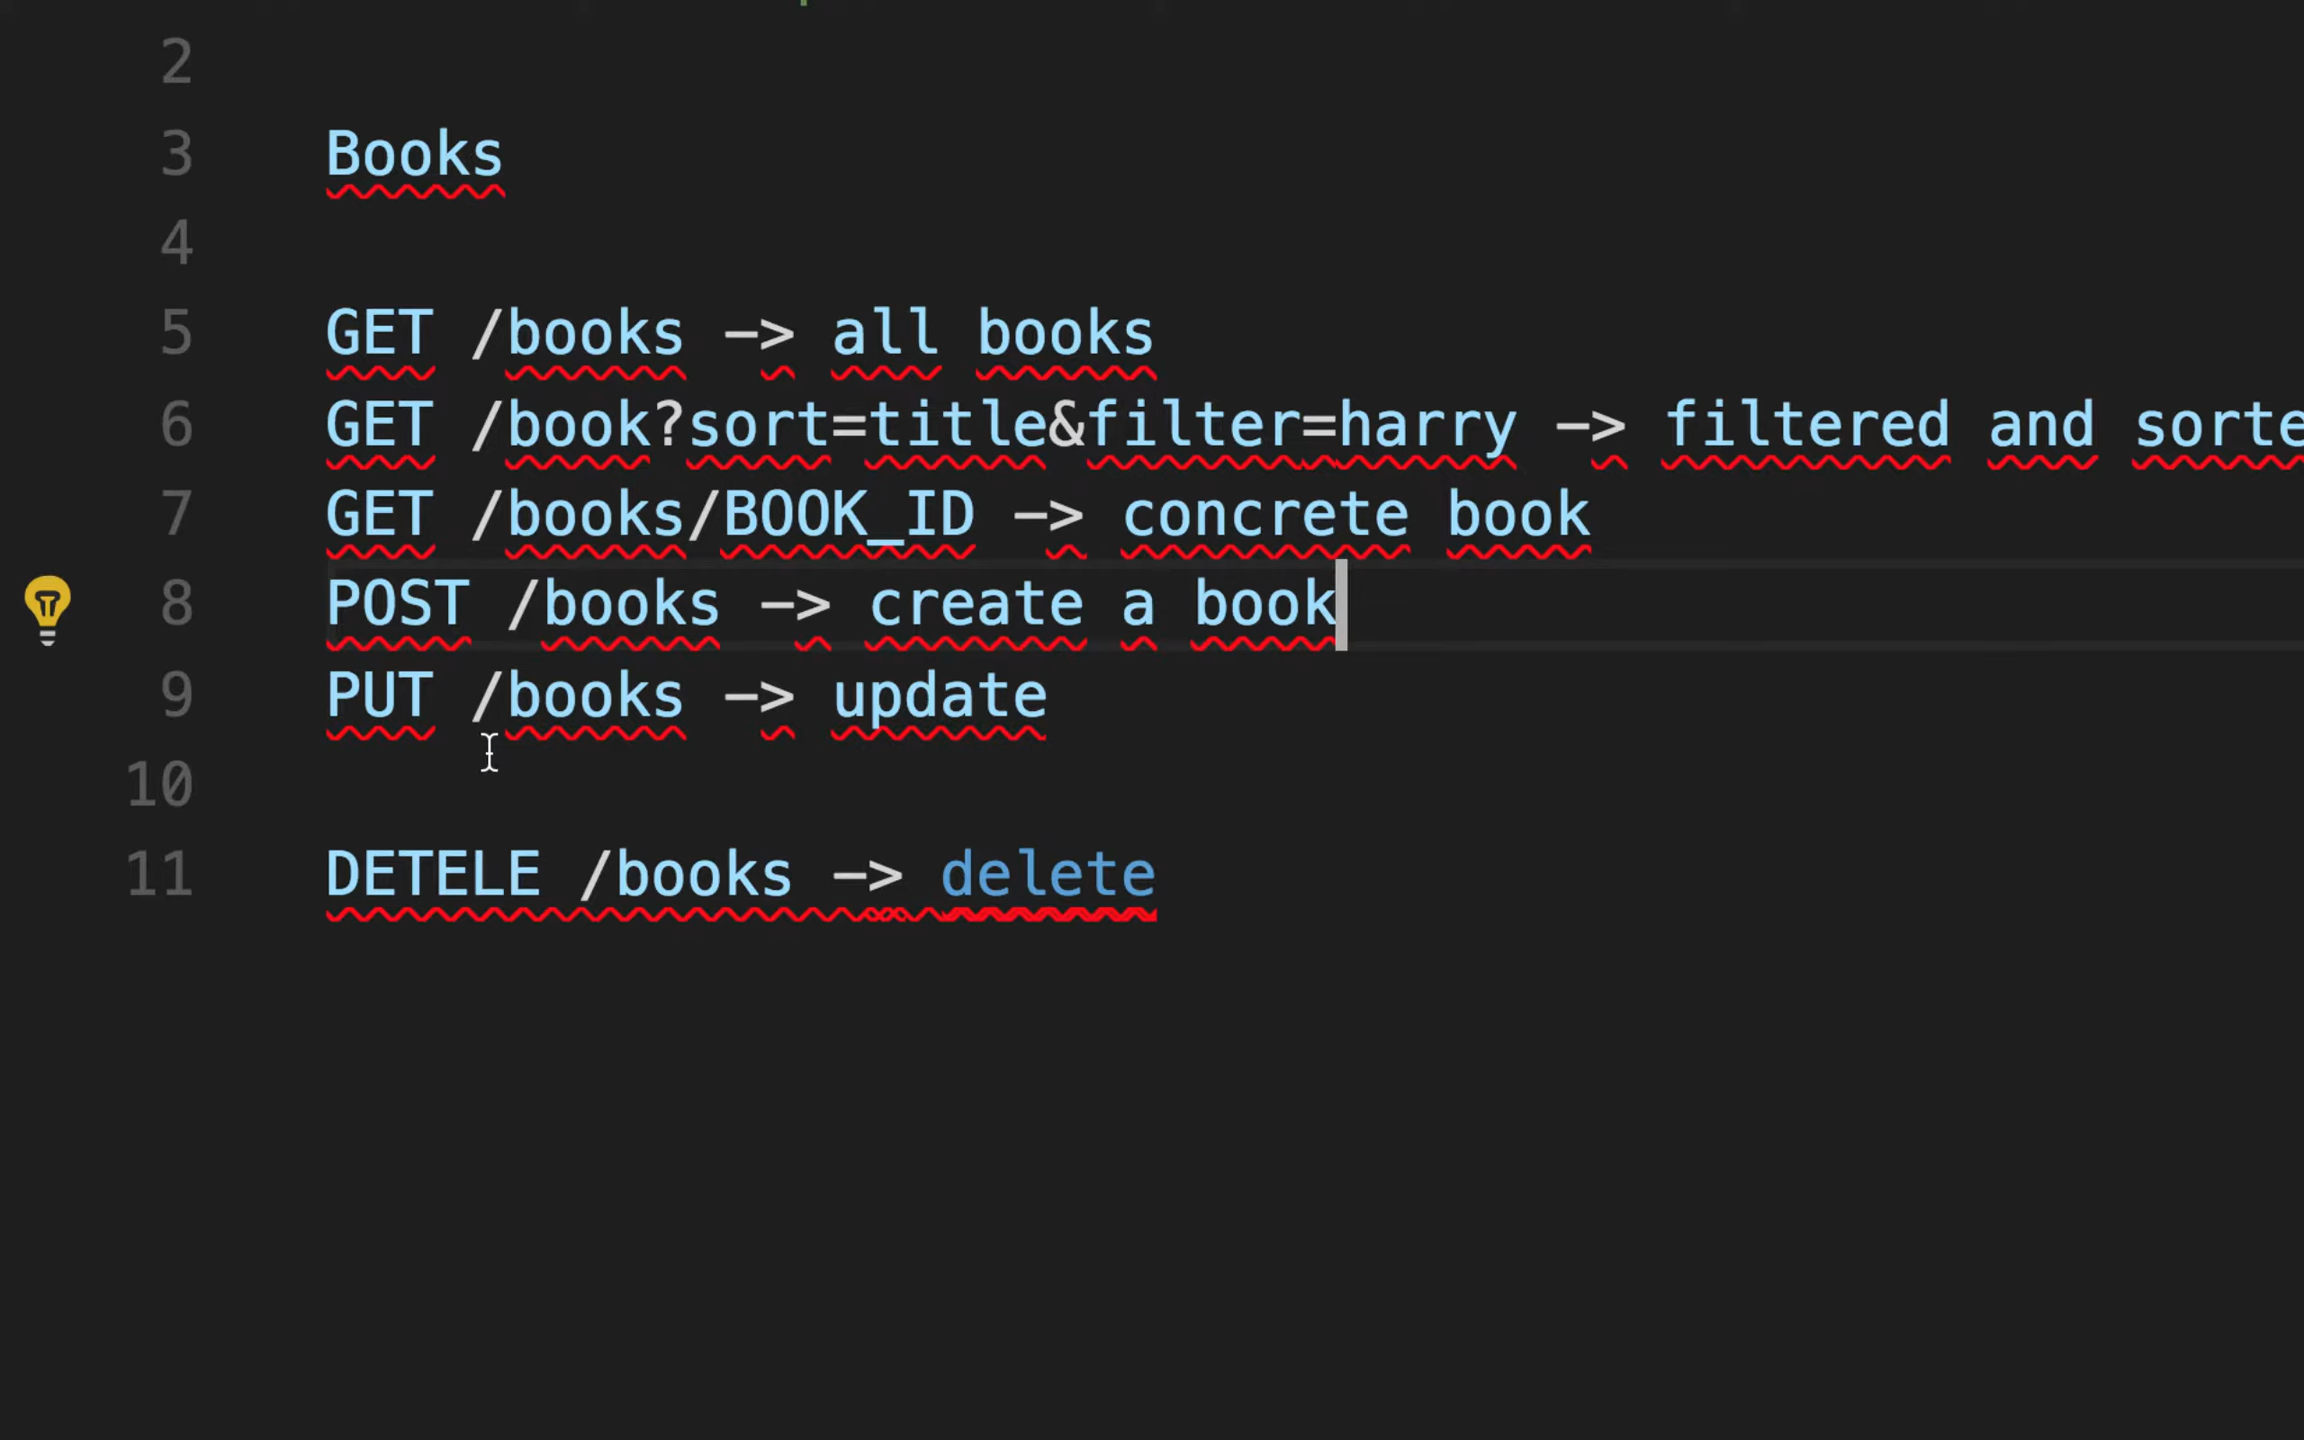 2
3 Books
4
5 GET /books -> all books
6 GET /book?sort=title&filter=harry -> filtered and sorte
7 GET /books/BOOK_ID -> concrete book
8 POST /books -> create a book
9 PUT /books -> update
10
11 DETELE /books -> delete